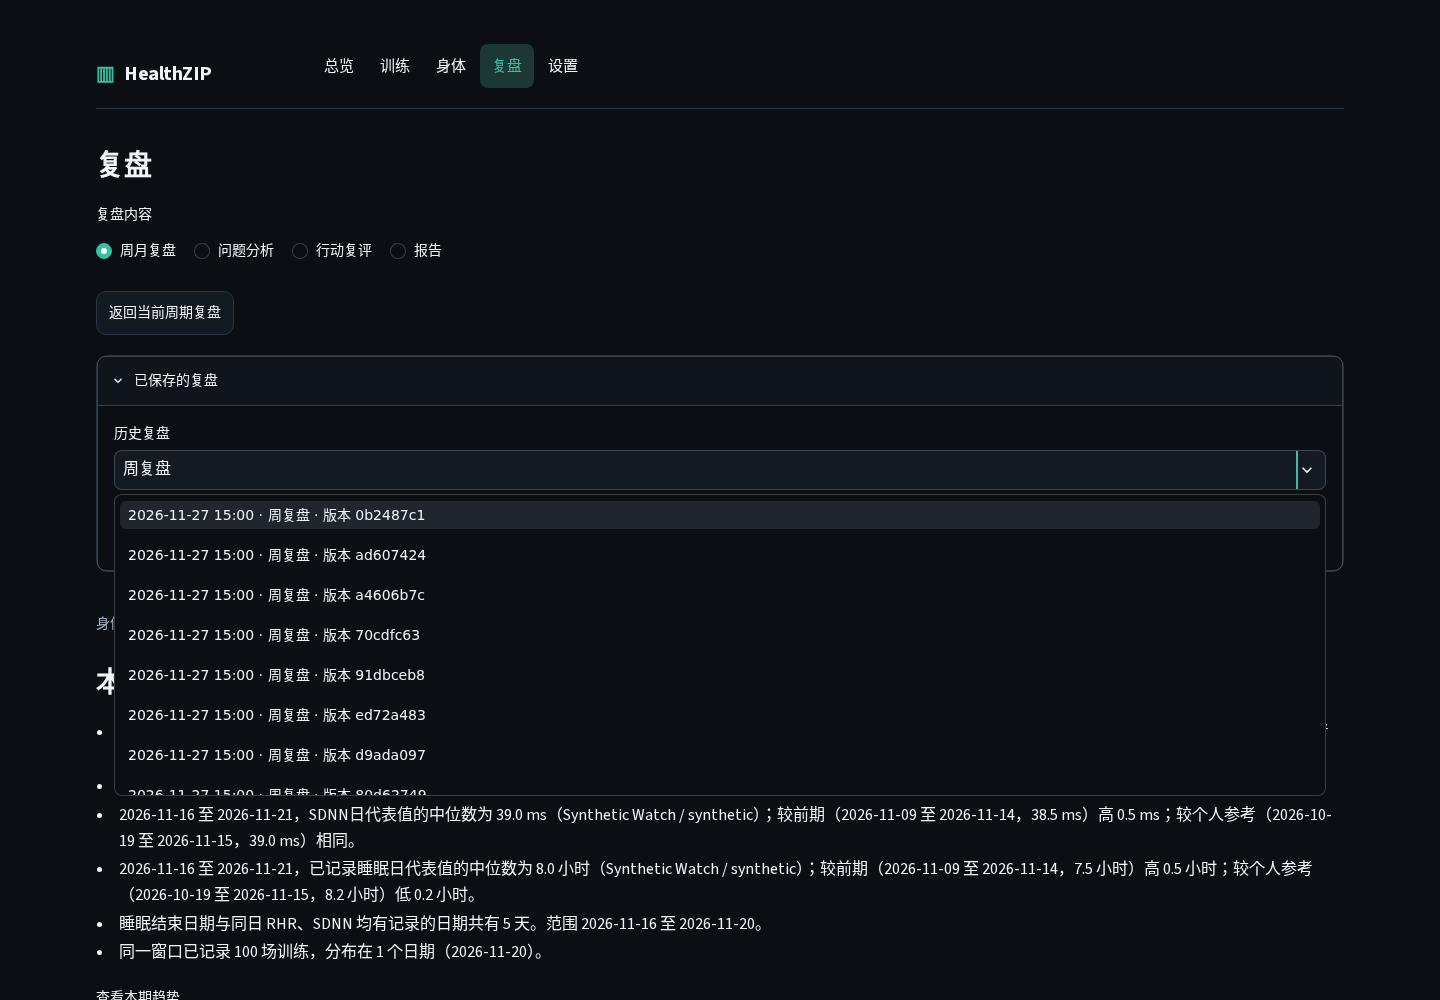 HealthZIP
总览 训练 身体 复盘 设置
复盘
复盘内容
周月复盘 问题分析 行动复评 报告
返回当前周期复盘
已保存的复盘
历史复盘
周复盘
2026-11-27 15:00 · 周复盘 · 版本 0b2487c1
2026-11-27 15:00 · 周复盘 · 版本 ad607424
2026-11-27 15:00 · 周复盘 · 版本 a4606b7c
2026-11-27 15:00 · 周复盘 · 版本 70cdfc63
2026-11-27 15:00 · 周复盘 · 版本 91dbceb8
2026-11-27 15:00 · 周复盘 · 版本 ed72a483
2026-11-27 15:00 · 周复盘 · 版本 d9ada097
2026-11-27 15:00 · 周复盘 · 版本
身
本
2026-11-16 至 2026-11-21，SDNN日代表值的中位数为 39.0 ms（Synthetic Watch / synthetic）；较前期（2026-11-09 至 2026-11-14，38.5 ms）高 0.5 ms；较个人参考（2026-10-
19 至 2026-11-15，39.0 ms）相同。
2026-11-16 至 2026-11-21，已记录睡眠日代表值的中位数为 8.0 小时（Synthetic Watch / synthetic）；较前期（2026-11-09 至 2026-11-14，7.5 小时）高 0.5 小时；较个人参考
（2026-10-19 至 2026-11-15，8.2 小时）低 0.2 小时。
睡眠结束日期与同日 RHR、SDNN 均有记录的日期共有 5 天。范围 2026-11-16 至 2026-11-20。
同一窗口已记录 100 场训练，分布在 1 个日期（2026-11-20）。
查看本期趋势